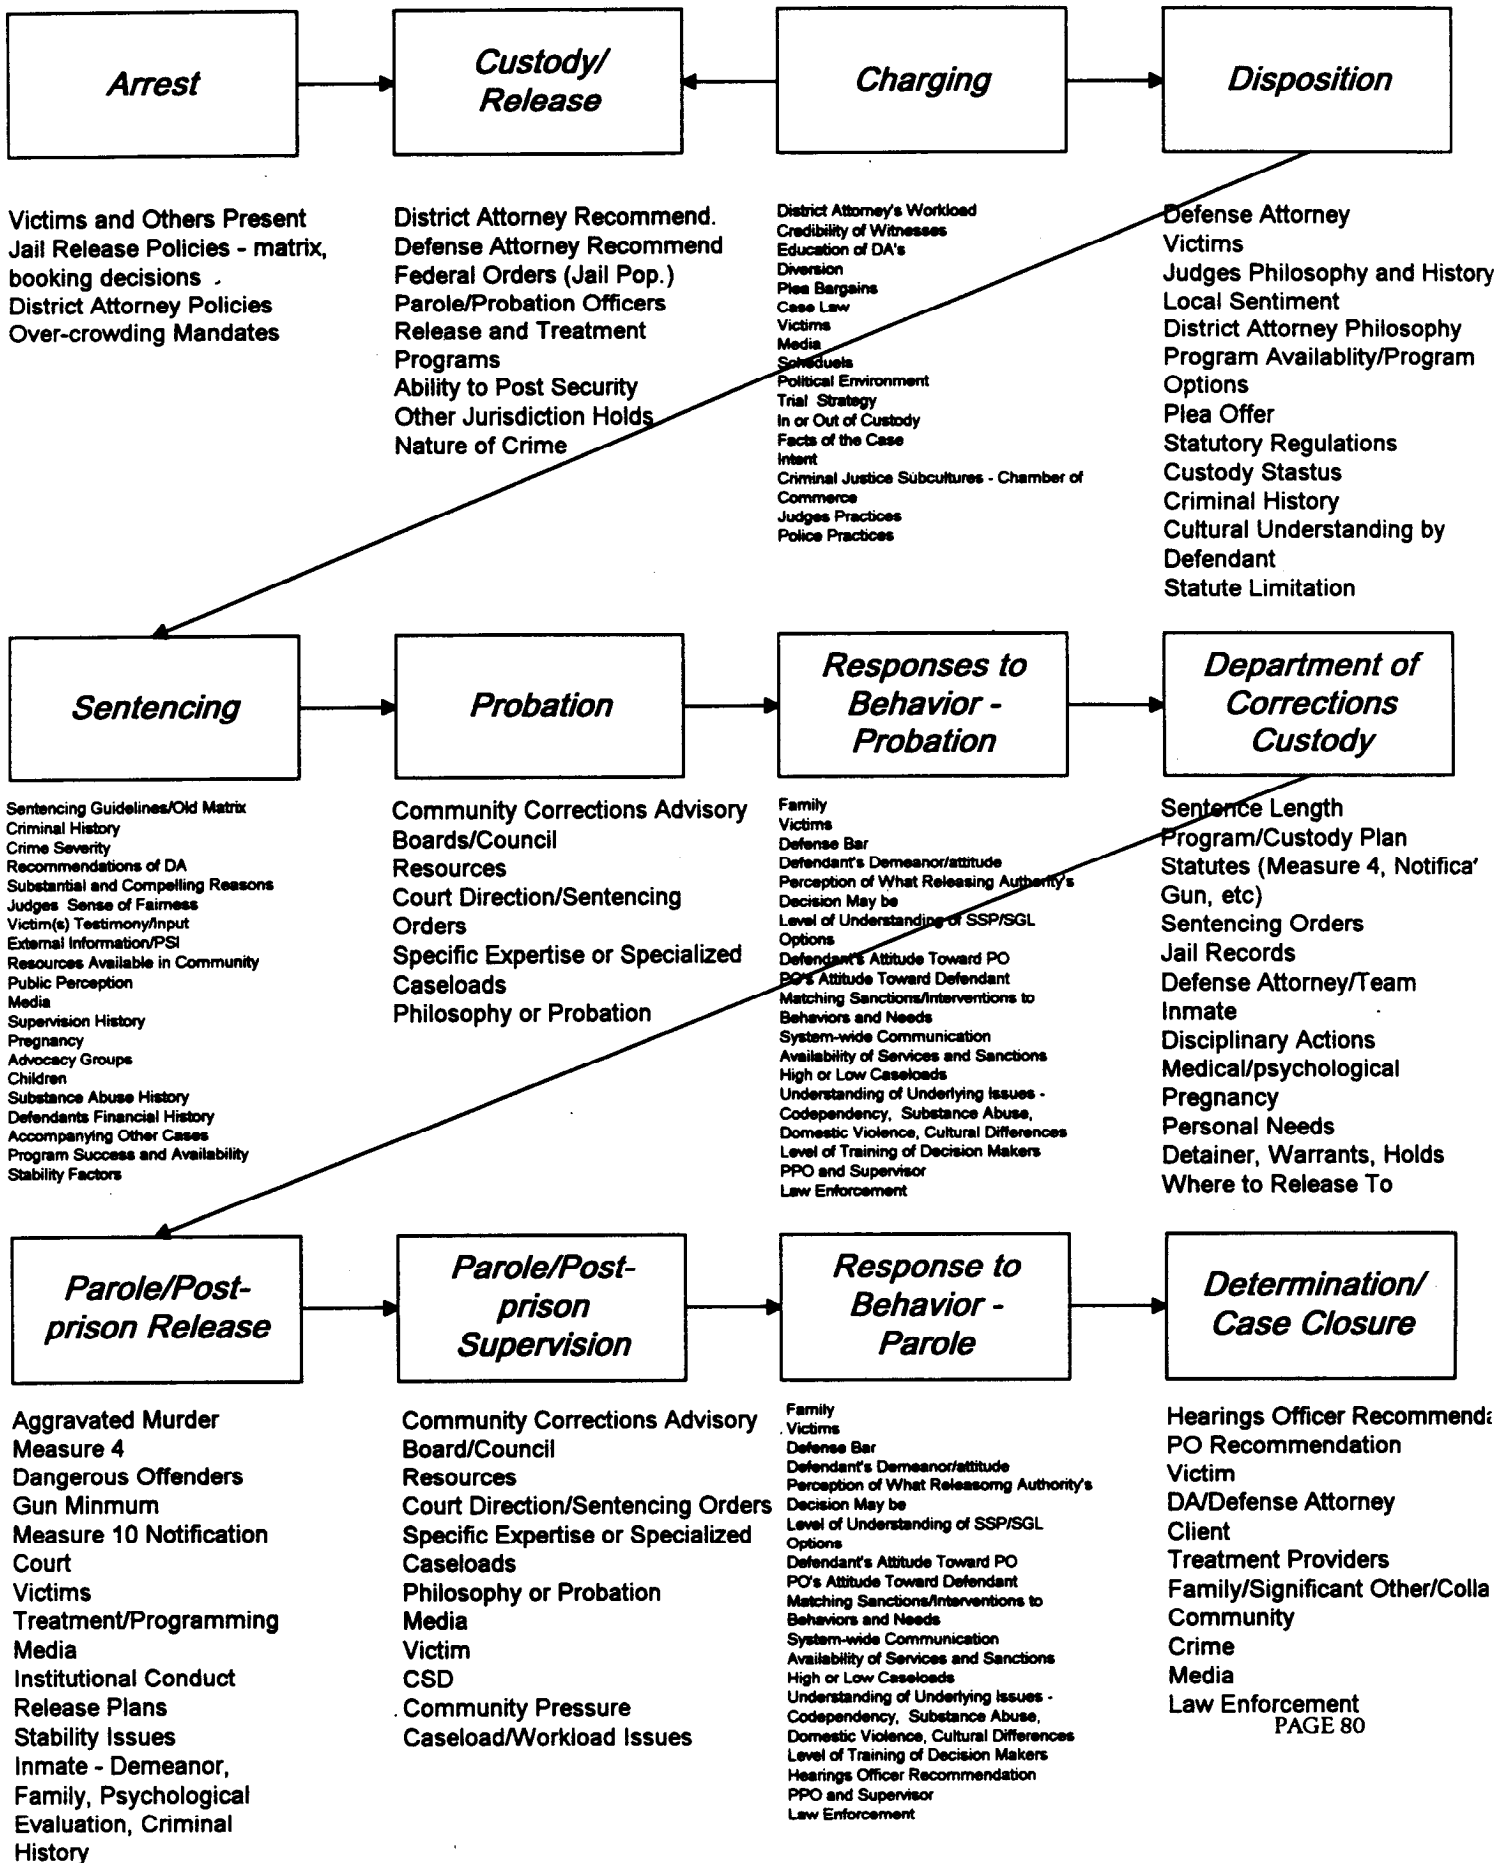 Arrest
Custody/
Release
Charging
Disposition
Victims and Others Present
Jail Release Policies - matrix,
booking decisions
District Attorney Policies
Over-crowding Mandates
District Attorney Recommend.
Defense Attorney Recommend
Federal Orders (Jail Pop.)
Parole/Probation Officers
Release and Treatment
Programs
Ability to Post Security
Other Jurisdiction Holds
Nature of Crime
District Attorney's Workload
Credibility of Witnesses
Education of DA's
Diversion
Plea Bargains
Case Law
Victims
Media
Scheduels
Political Environment
Trial Strategy
In or Out of Custody
Facts of the Case
Intent
Criminal Justice Subcultures - Chamber of
Commerce
Judges Practices
Police Practices
Defense Attorney
Victims
Judges Philosophy and History
Local Sentiment
District Attorney Philosophy
Program Availablity/Program
Options
Plea Offer
Statutory Regulations
Custody Stastus
Criminal History
Cultural Understanding by
Defendant
Statute Limitation
Sentencing
Probation
Responses to
Behavior -
Probation
Department of
Corrections
Custody
Sentencing Guidelines/Old Matrix
Criminal History
Crime Severity
Recommendations of DA
Substantial and Compelling Reasons
Judges Sense of Fairness
Victim(s) Testimony/Input
External Information/PSI
Resources Available in Community
Public Perception
Media
Supervision History
Pregnancy
Advocacy Groups
Children
Substance Abuse History
Defendants Financial History
Accompanying Other Cases
Program Success and Availability
Stability Factors
Community Corrections Advisory
Boards/Council
Resources
Court Direction/Sentencing
Orders
Specific Expertise or Specialized
Caseloads
Philosophy or Probation
Family
Victims
Defense Bar
Defendant's Demeanor/attitude
Perception of What Releasing Authority's
Decision May be
Level of Understanding of SSP/SGL
Options
Defendant's Attitude Toward PO
PO's Attitude Toward Defendant
Matching Sanctions/Interventions to
Behaviors and Needs
System-wide Communication
Availability of Services and Sanctions
High or Low Caseloads
Understanding of Underlying Issues -
Codependency, Substance Abuse,
Domestic Violence, Cultural Differences
Level of Training of Decision Makers
PPO and Supervisor
Law Enforcement
Sentence Length
Program/Custody Plan
Statutes (Measure 4, Notifica
Gun, etc)
Sentencing Orders
Jail Records
Defense Attorney/Team
Inmate
Disciplinary Actions
Medical/psychological
Pregnancy
Personal Needs
Detainer, Warrants, Holds
Where to Release To
Parole/Post-
prison Release
Parole/Post-
prison
Supervision
Response to
Behavior -
Parole
Determination/
Case Closure
Aggravated Murder
Measure 4
Dangerous Offenders
Gun Minmum
Measure 10 Notification
Court
Victims
Treatment/Programming
Media
Institutional Conduct
Release Plans
Stability Issues
Inmate - Demeanor,
Family, Psychological
Evaluation, Criminal
History
Community Corrections Advisory
Board/Council
Resources
Court Direction/Sentencing Orders
Specific Expertise or Specialized
Caseloads
Philosophy or Probation
Media
Victim
CSD
Community Pressure
Caseload/Workload Issues
Family
Victims
Defense Bar
Defendant's Demeanor/attitude
Perception of What Releasomg Authority's
Decision May be
Level of Understanding of SSP/SGL
Options
Defendant's Attitude Toward PO
PO's Attitude Toward Defendant
Matching Sanctions/Interventions to
Behaviors and Needs
System-wide Communication
Availability of Services and Sanctions
High or Low Caseloads
Understanding of Underlying Issues -
Codependency, Substance Abuse,
Domestic Violence, Cultural Differences
Level of Training of Decision Makers
Hearings Officer Recommendation
PPO and Supervisor
Law Enforcement
Hearings Officer Recommenda
PO Recommendation
Victim
DA/Defense Attorney
Client
Treatment Providers
Family/Significant Other/Colla
Community
Crime
Media
Law Enforcement
PAGE 80